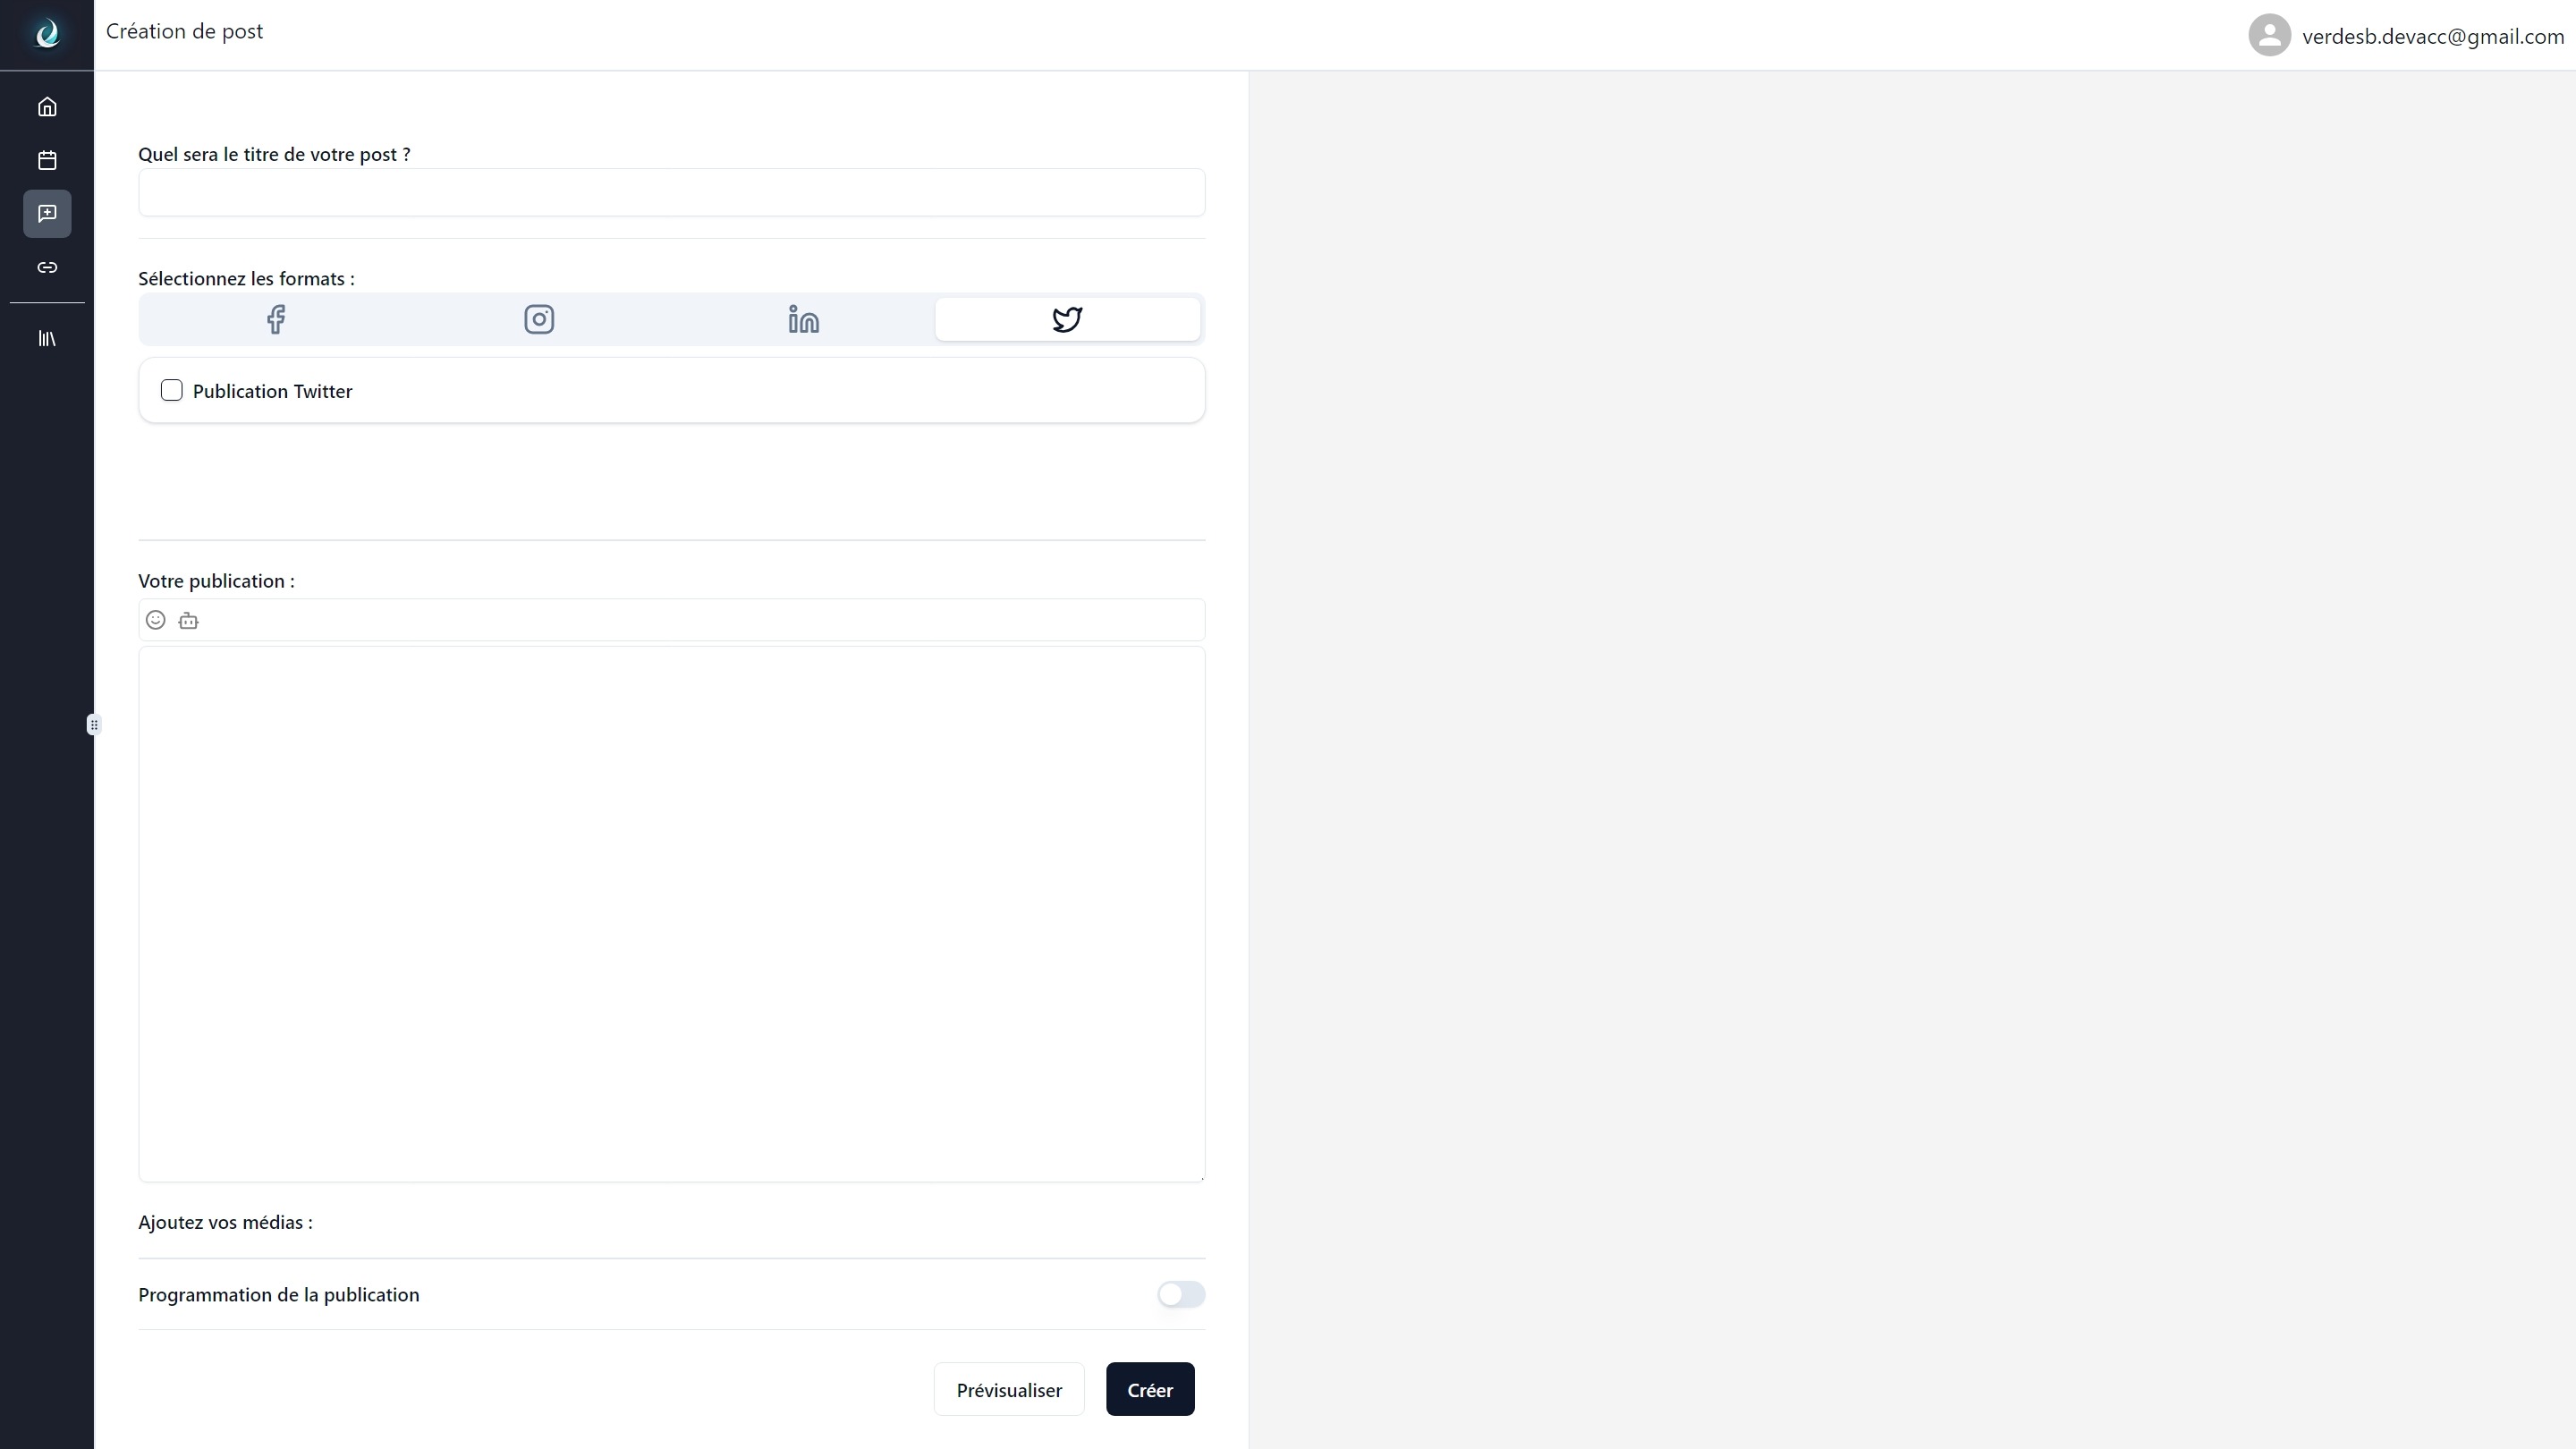 Création de post
verdesb.devacc@gmail.com
Quel sera le titre de votre post ?
Sélectionnez les formats :
Publication Twitter
Votre publication :
Ajoutez vos médias :
Programmation de la publication
Prévisualiser
Créer